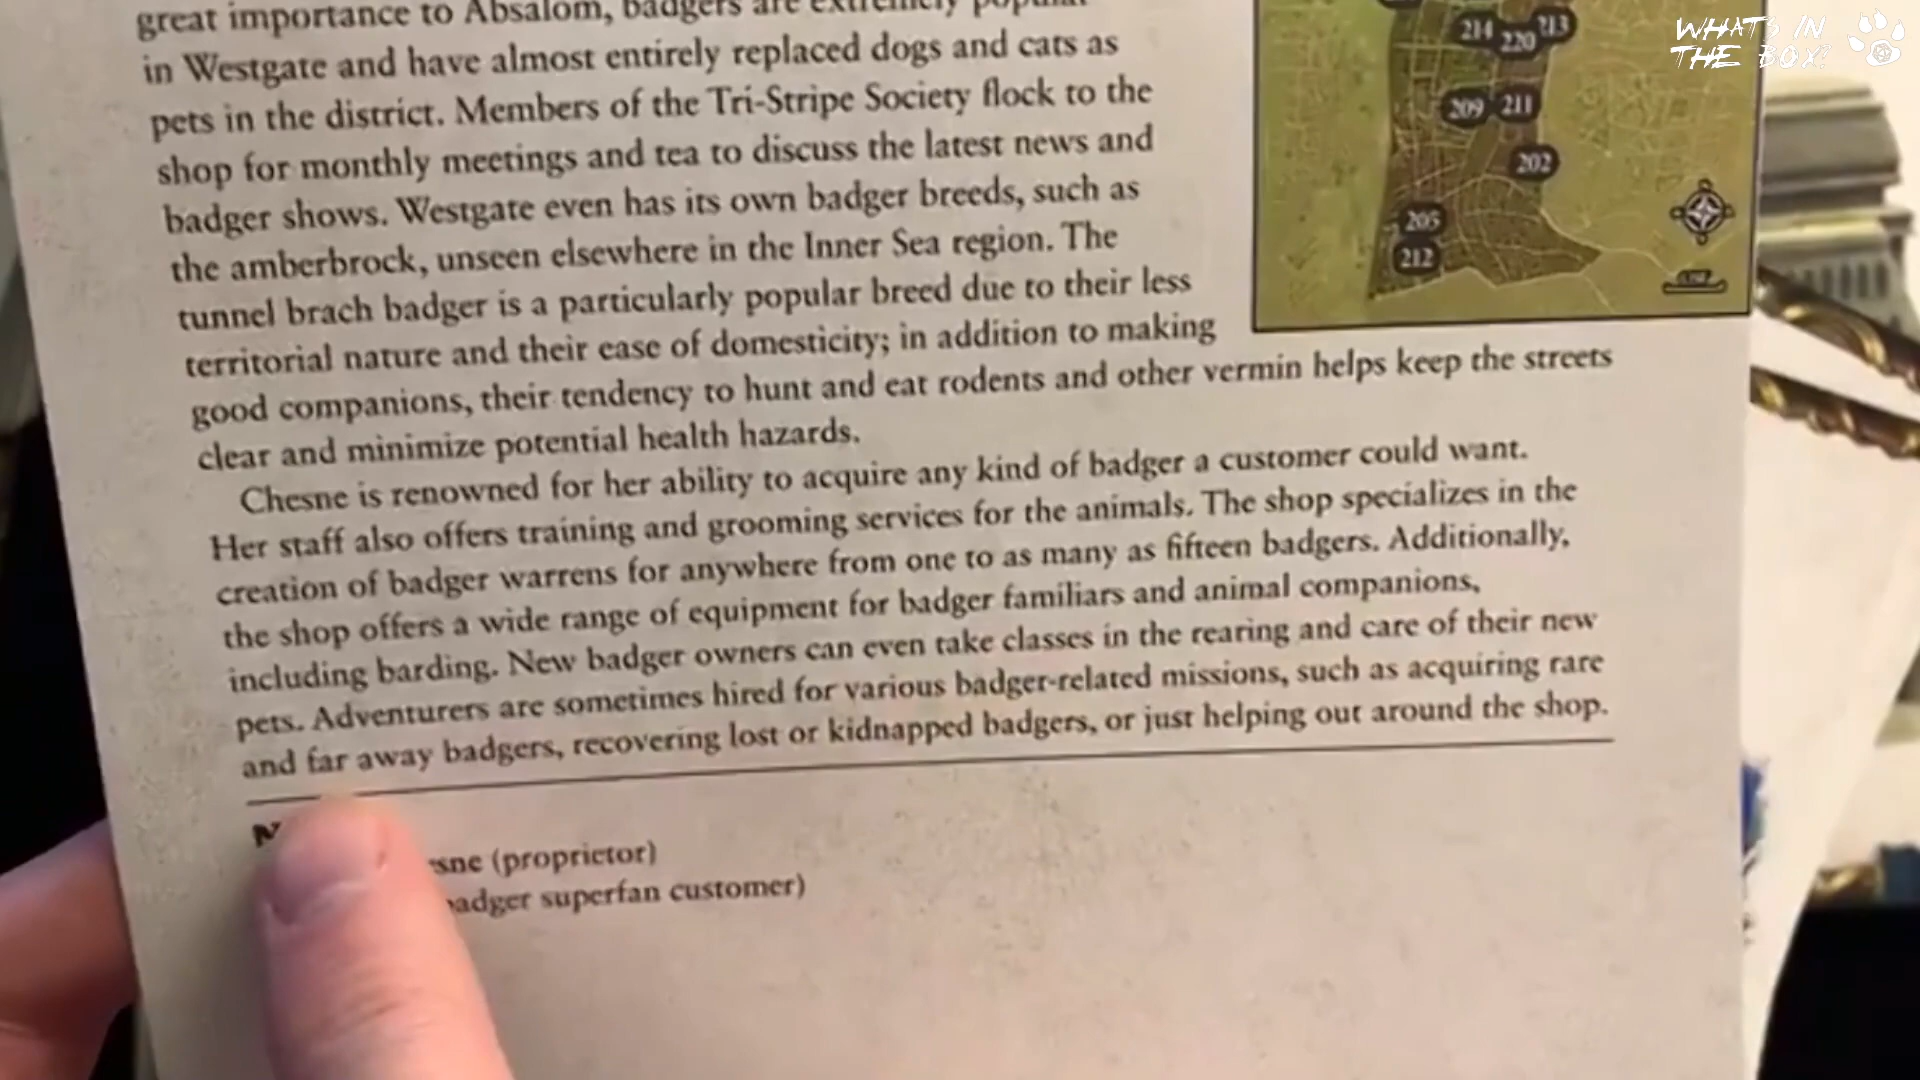 great importance to Absalom, badgers are extremely popular
in Westgate and have almost entirely replaced dogs and cats as
pets in the district. Members of the Tri-Stripe Society flock to the
shop for monthly meetings and tea to discuss the latest news and
badger shows. Westgate even has its own badger breeds, such as
the amberbrock, unseen elsewhere in the Inner Sea region. The
tunnel brach badger is a particularly popular breed due to their less
territorial nature and their ease of domesticity; in addition to making
good companions, their tendency to hunt and eat rodents and other vermin helps keep the streets
clear and minimize potential health hazards.
Chesne is renowned for her ability to acquire any kind of badger a customer could want.
Her staff also offers training and grooming services for the animals. The shop specializes in the
creation of badger warrens for anywhere from one to as many as fifteen badgers. Additionally,
the shop offers a wide range of equipment for badger familiars and animal companions,
including barding. New badger owners can even take classes in the rearing and care of their new
pets. Adventurers are sometimes hired for various badger-related missions, such as acquiring rare
and far away badgers, recovering lost or kidnapped badgers, or just helping out around the shop.
(proprietor)
superfan customer)
214 220 213
209 211
202
205
212
WHAT'S IN
THE BOX?